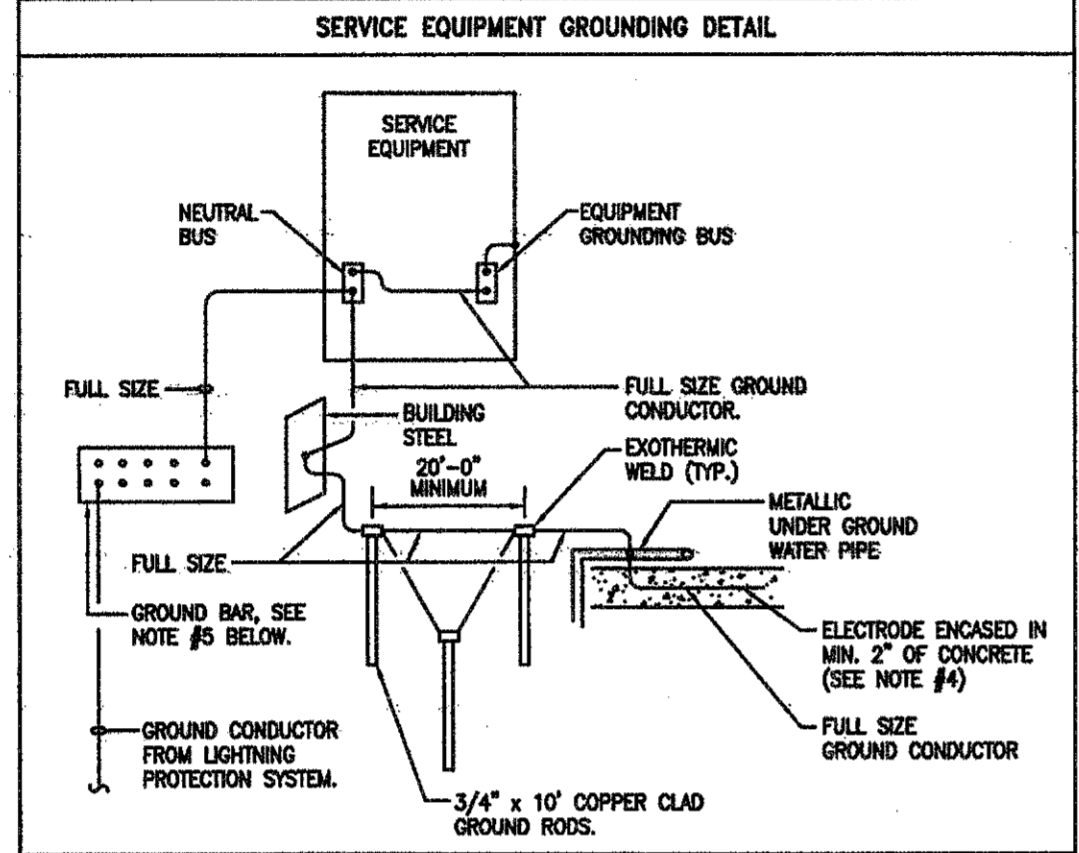 SERVICE EQUIPMENT GROUNDING DETAIL
SERVICE
EQUIPMENT
NEUTRAL
BUS
EQUIPMENT
GROUNDING BUS
FULL SIZE
BUILDING
STEEL
FULL SIZE GROUND
CONDUCTOR.
20'-0"
MINIMUM
EXOTHERMIC
WELD (TYP.)
METALLIC
UNDER GROUND
WATER PIPE
FULL SIZE
GROUND BAR, SEE
NOTE #5 BELOW.
ELECTRODE ENCASED IN
MIN. 2" OF CONCRETE
(SEE NOTE #4)
GROUND CONDUCTOR
FROM LIGHTNING
PROTECTION SYSTEM.
FULL SIZE
GROUND CONDUCTOR
3/4" x 10' COPPER CLAD
GROUND RODS.